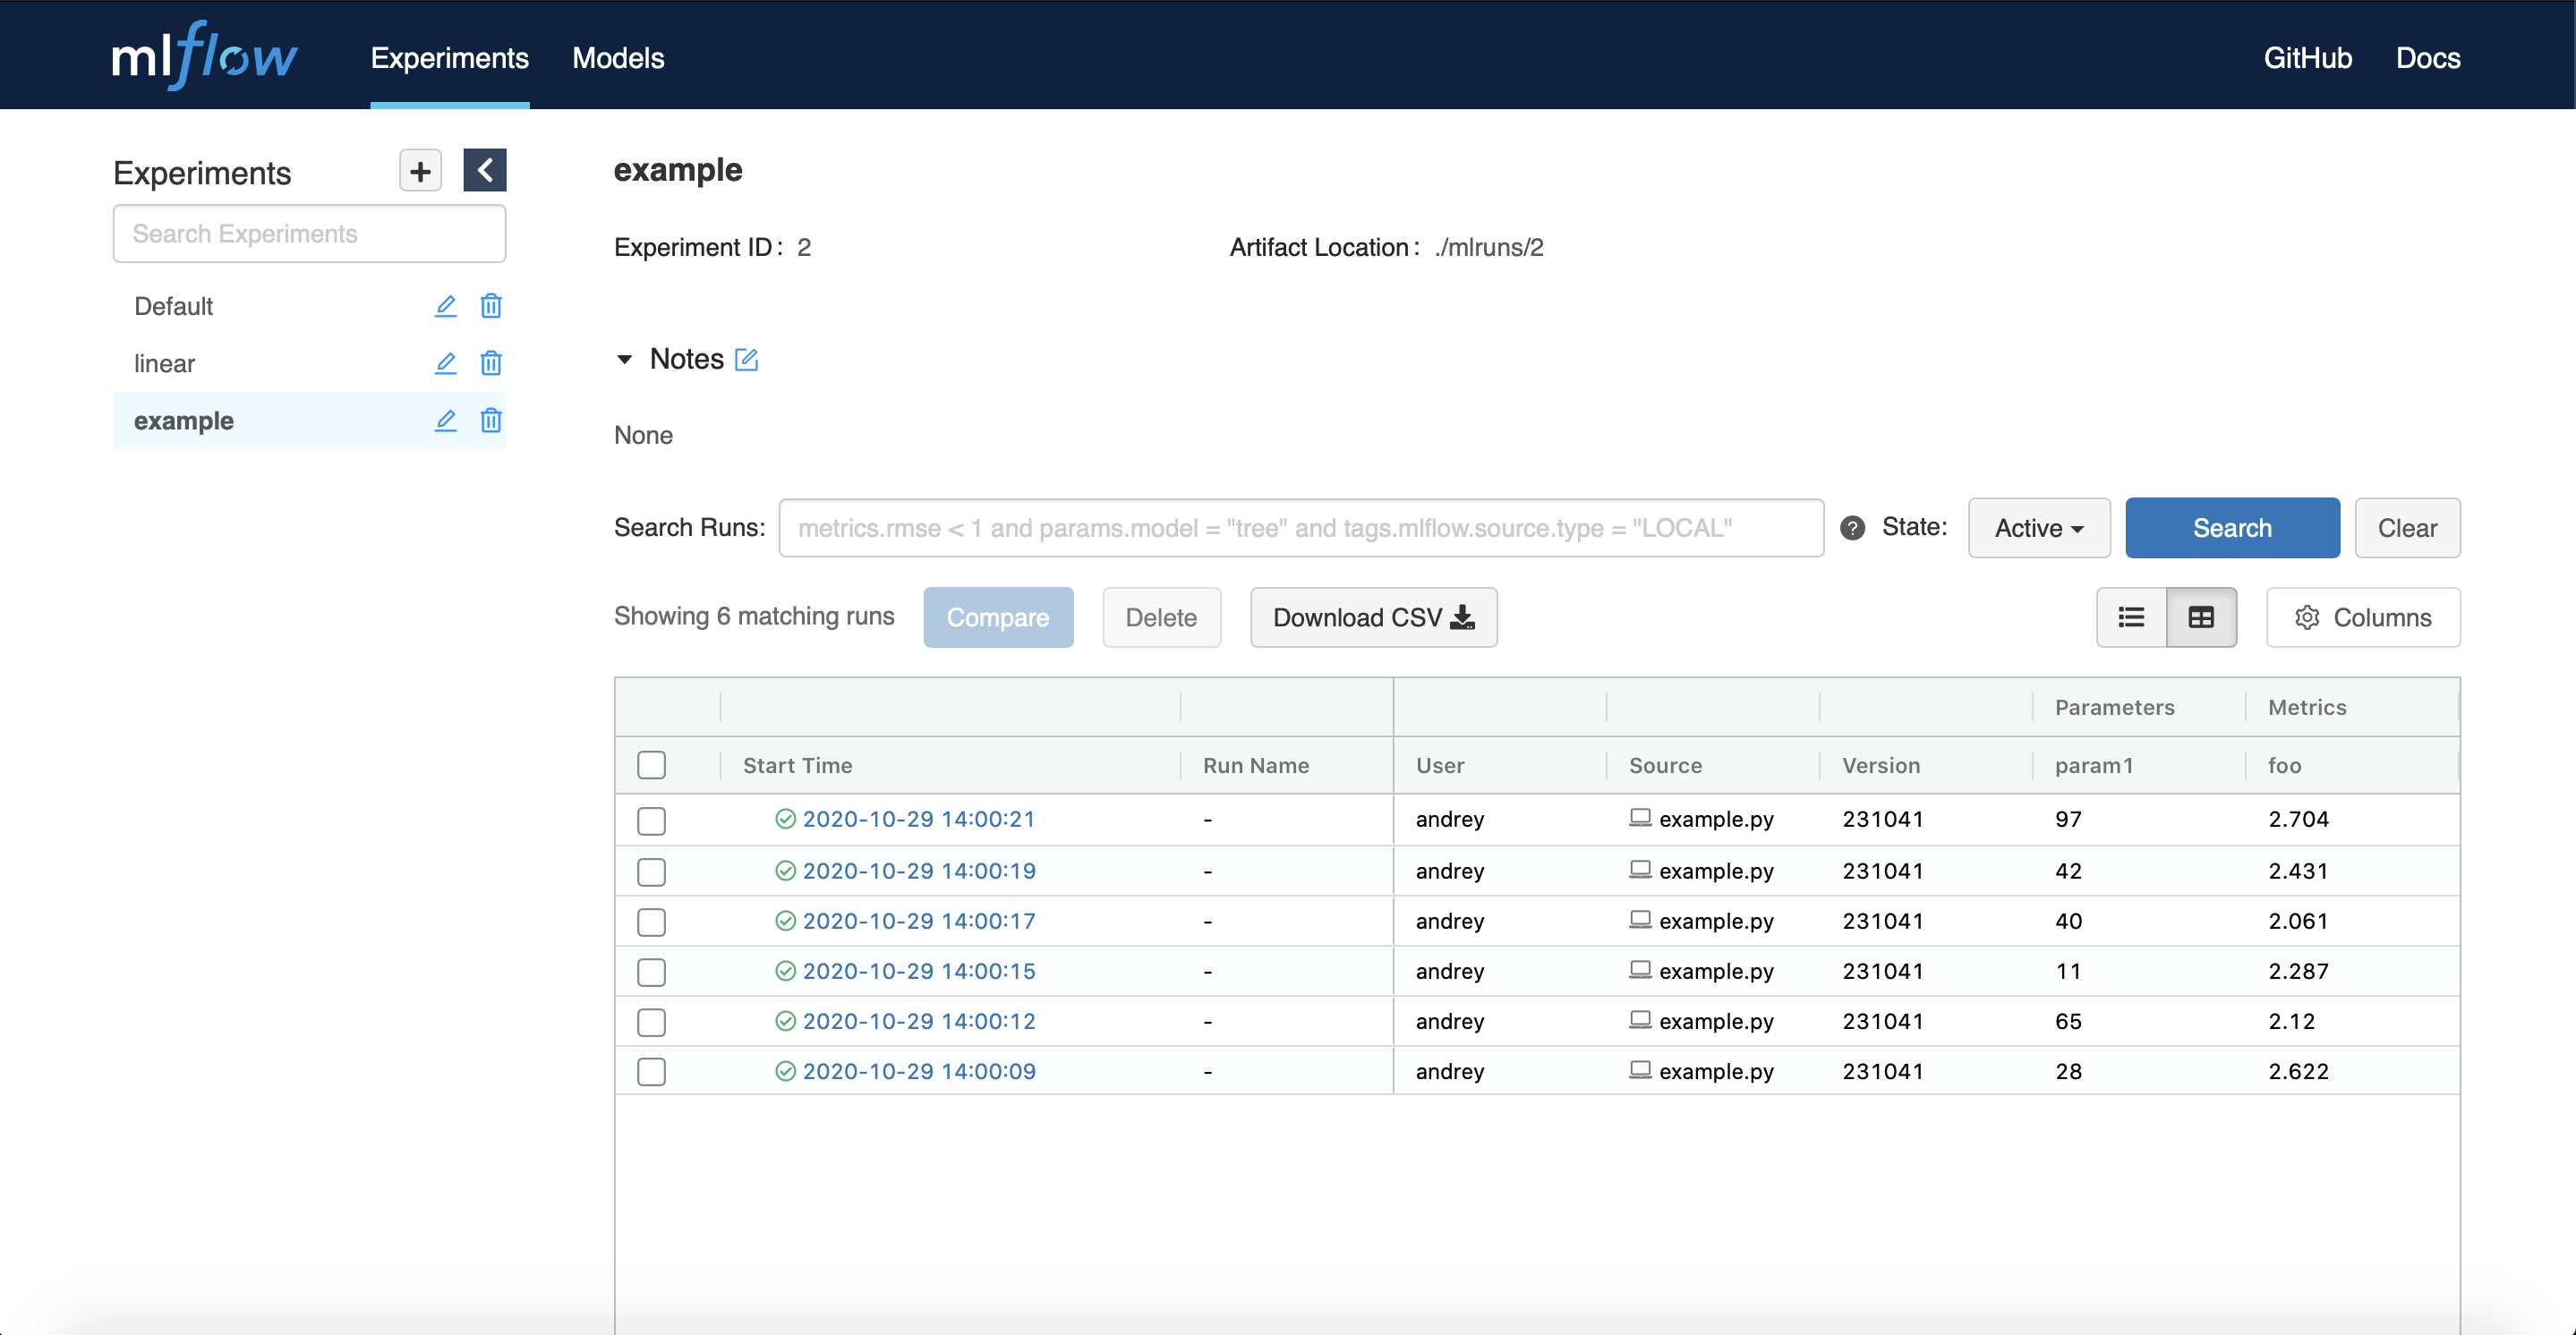 mlflow Experiments Models GitHub Docs
Experiments
Search Experiments
Default
linear
example
example
Experiment ID: 2 Artifact Location: ./mlruns/2
Notes
None
Search Runs: metrics.rmse < 1 and params.model = "tree" and tags.mlflow.source.type = "LOCAL" ? State: Active Search Clear
Showing 6 matching runs Compare Delete Download CSV Columns
Parameters Metrics
Start Time Run Name User Source Version param1 foo
2020-10-29 14:00:21 - andrey example.py 231041 97 2.704
2020-10-29 14:00:19 - andrey example.py 231041 42 2.431
2020-10-29 14:00:17 - andrey example.py 231041 40 2.061
2020-10-29 14:00:15 - andrey example.py 231041 11 2.287
2020-10-29 14:00:12 - andrey example.py 231041 65 2.12
2020-10-29 14:00:09 - andrey example.py 231041 28 2.622